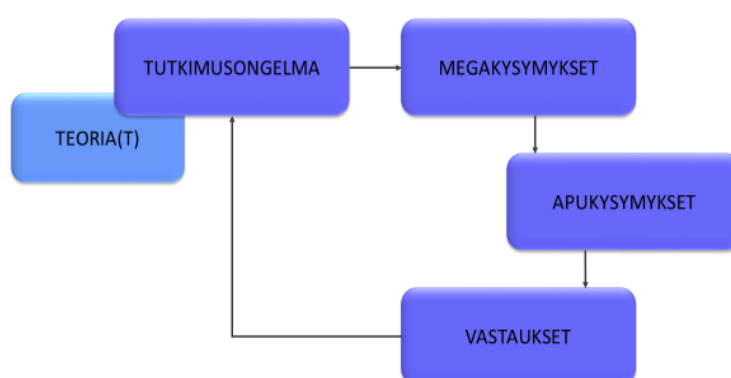 TUTKIMUSONGELMA
MEGAKYSYMYKSET
TEORIA(T)
APUKYSYMYKSET
VASTAUKSET